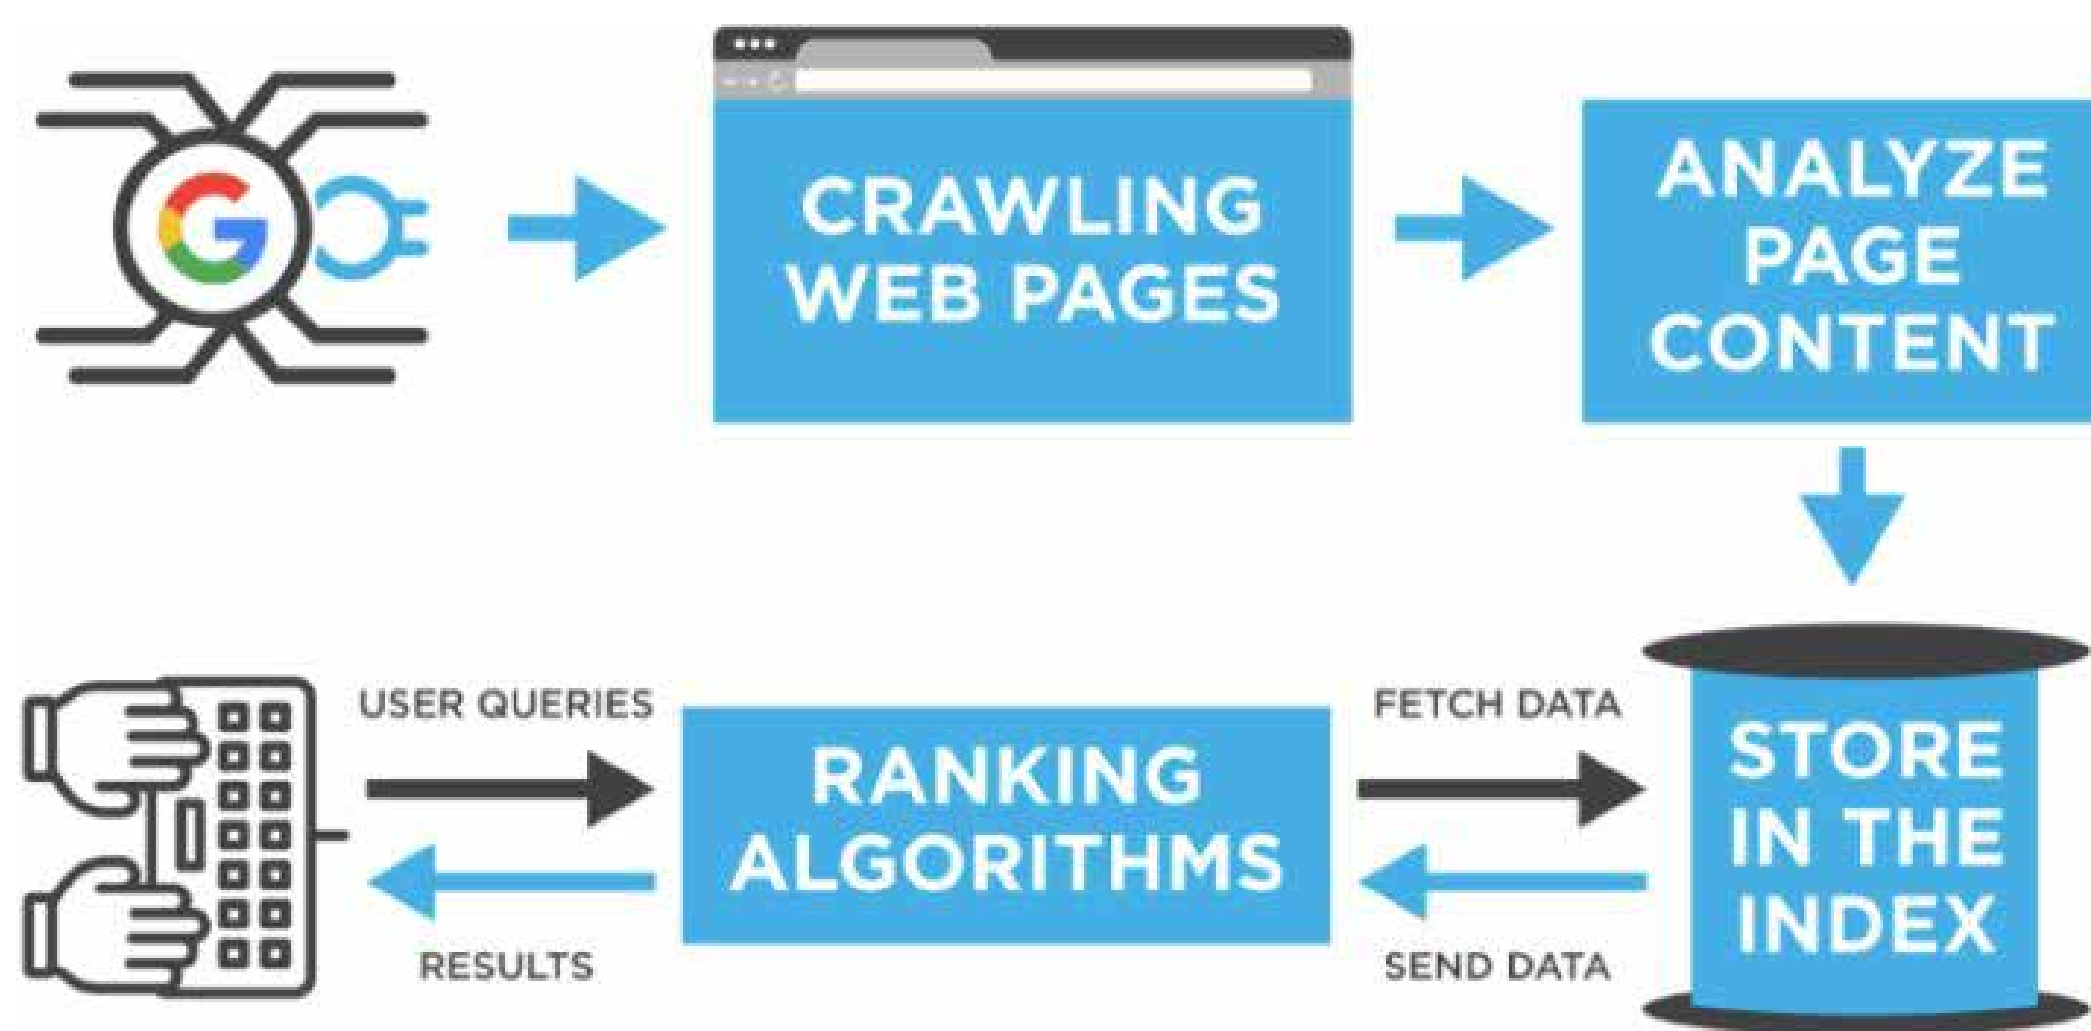 CRAWLING
WEB PAGES
ANALYZE
PAGE
CONTENT
USER QUERIES
RESULTS
RANKING
ALGORITHMS
FETCH DATA
SEND DATA
STORE
IN THE
INDEX